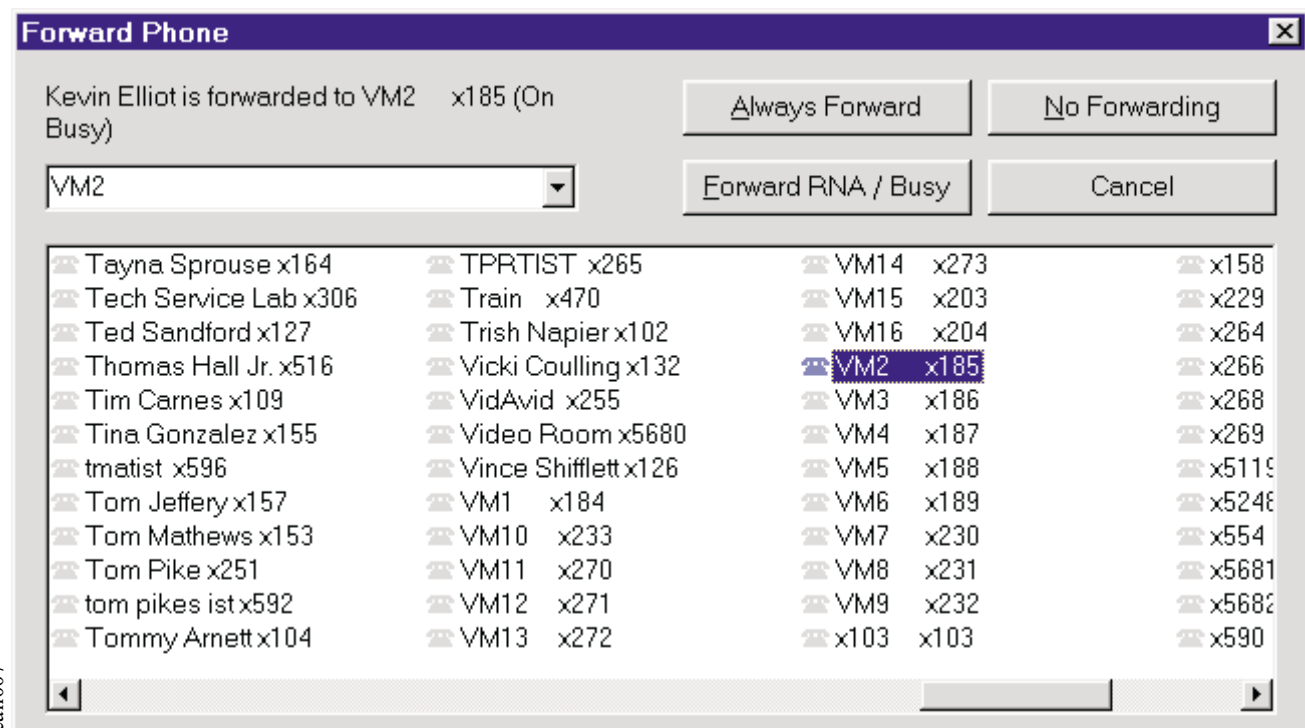 Forward Phone
Kevin Elliot is forwarded to VM2 x185 (On
Busy)
Always Forward
No Forwarding
VM2
Forward RNA / Busy
Cancel
Tayna Sprouse x164
Tech Service Lab x306
Ted Sandford x127
Thomas Hall Jr. x516
Tim Carnes x109
Tina Gonzalez x155
tmatist x596
Tom Jeffery x157
Tom Mathews x153
Tom Pike x251
tom pikes ist x592
Tommy Arnett x104
TPRTIST x265
Train x470
Trish Napier x102
Vicki Coulling x132
VidAvid x255
Video Room x5680
Vince Shifflett x126
VM1 x184
VM10 x233
VM11 x270
VM12 x271
VM13 x272
VM14 x273
VM15 x203
VM16 x204
VM2 x185
VM3 x186
VM4 x187
VM5 x188
VM6 x189
VM7 x230
VM8 x231
VM9 x232
x103 x103
x158
x229
x264
x266
x268
x269
x5119
x5248
x554
x5681
x5682
x590